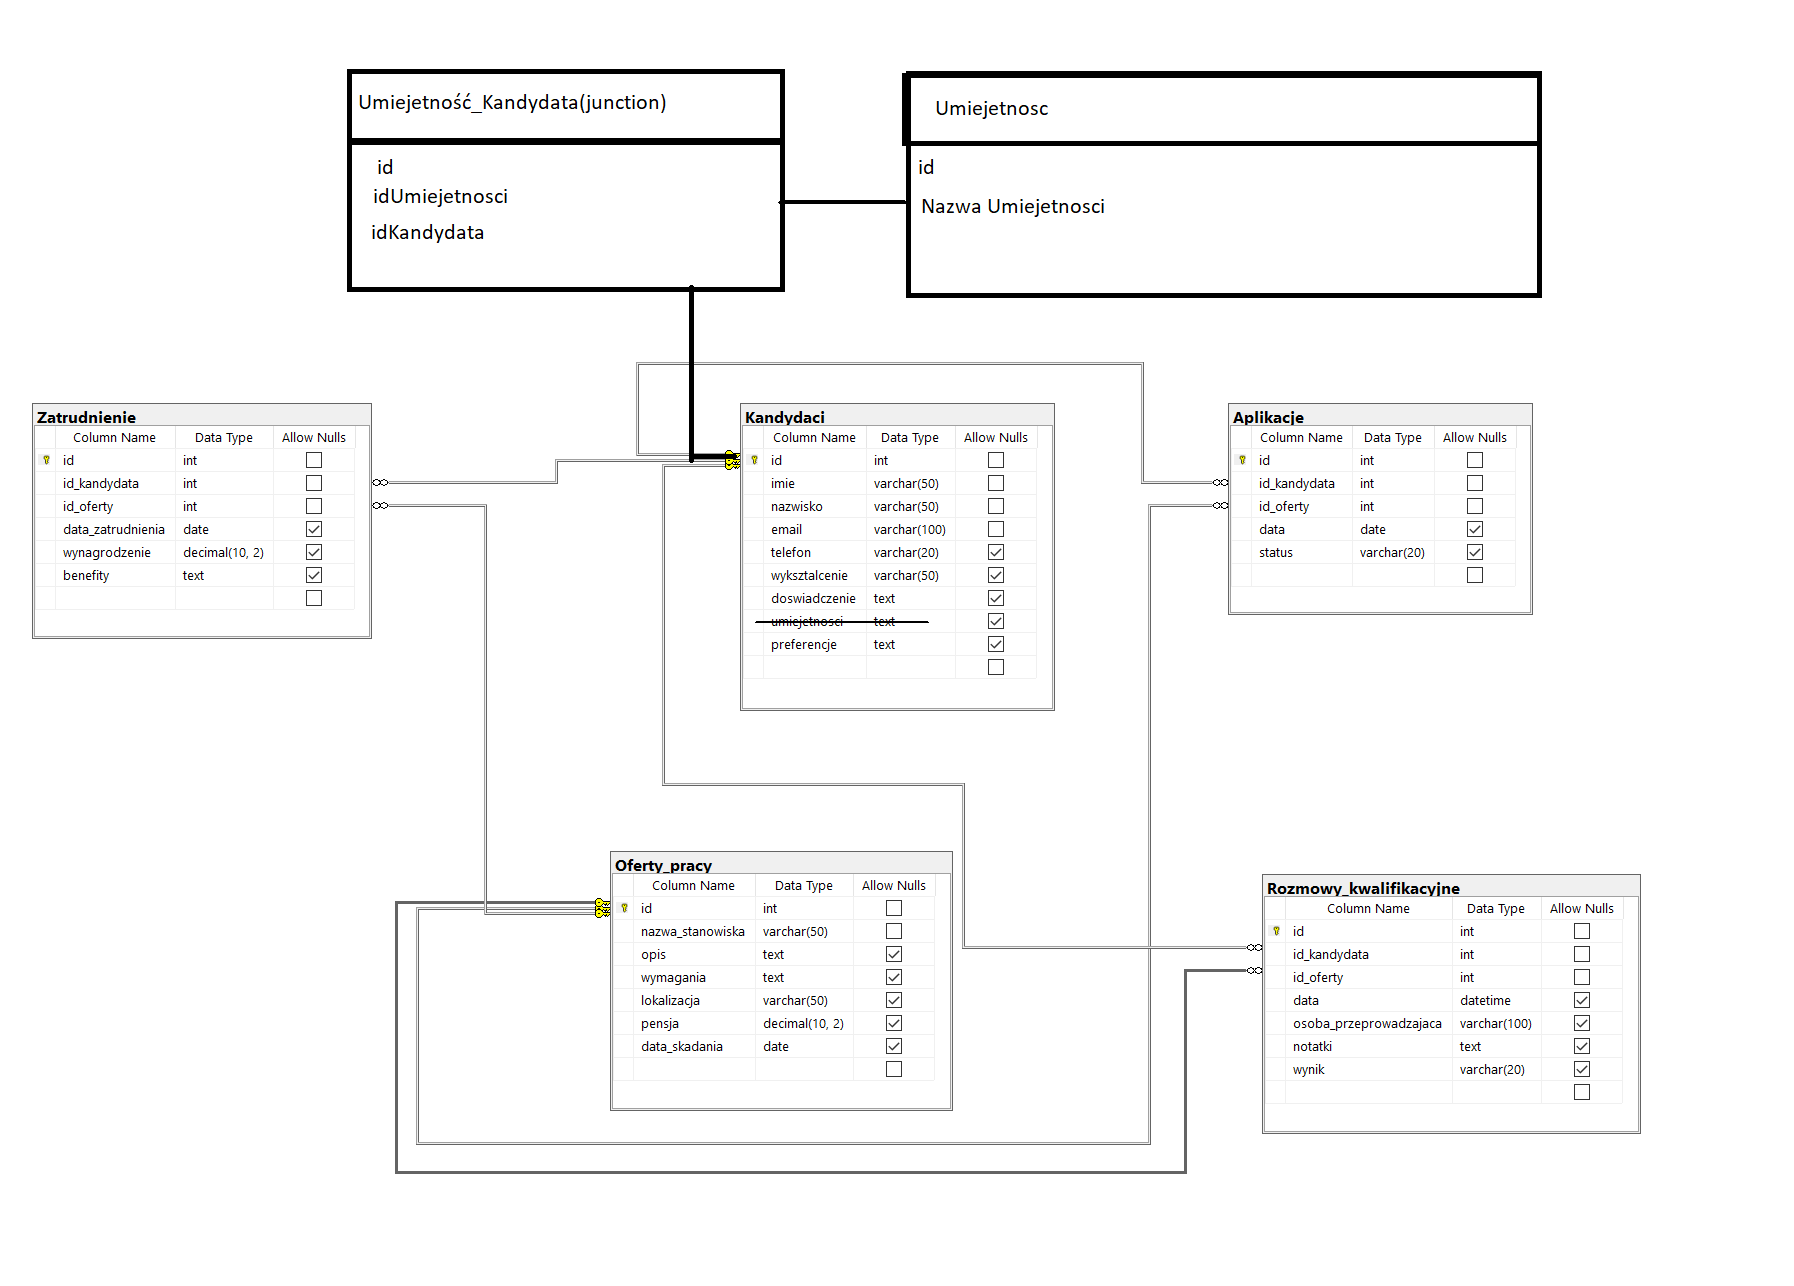 Umiejetność_Kandydata(junction)
id
idUmiejetnosci
idKandydata
Umiejetnosc
id
Nazwa Umiejetnosci
Zatrudnienie
Column Name Data Type Allow Nulls
id int
id_kandydata int
id_oferty int
data_zatrudnienia date
wynagrodzenie decimal(10, 2)
benefity text
Kandydaci
Column Name Data Type Allow Nulls
id int
imie varchar(50)
nazwisko varchar(50)
email varchar(100)
telefon varchar(20)
wyksztalcenie varchar(50)
doswiadczenie text
umiejetnosci text
preferencje text
Aplikacje
Column Name Data Type Allow Nulls
id int
id_kandydata int
id_oferty int
data date
status varchar(20)
Oferty_pracy
Column Name Data Type Allow Nulls
id int
nazwa_stanowiska varchar(50)
opis text
wymagania text
lokalizacja varchar(50)
pensja decimal(10, 2)
data_skadania date
Rozmowy_kwalifikacyjne
Column Name Data Type Allow Nulls
id int
id_kandydata int
id_oferty int
data datetime
osoba_przeprowadzajaca varchar(100)
notatki text
wynik varchar(20)